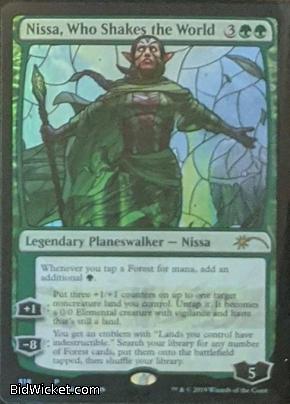 Nissa, Who Shakes the World 3
Legendary Planeswalker — Nissa
Whenever you tap a Forest for mana, add an
additional
+1
Put three +1/+1 counters on up to one target
noncreature land you control. Untap it. It becomes
a 0/0 Elemental creature with vigilance and haste
that's still a land.
-8
You get an emblem with "Lands you control have
indestructible." Search your library for any
number of Forest cards, put them onto the battlefield
tapped, then shuffle your library.
5
™ & © 2019 Wizards of the Coast
www.BidWicket.com